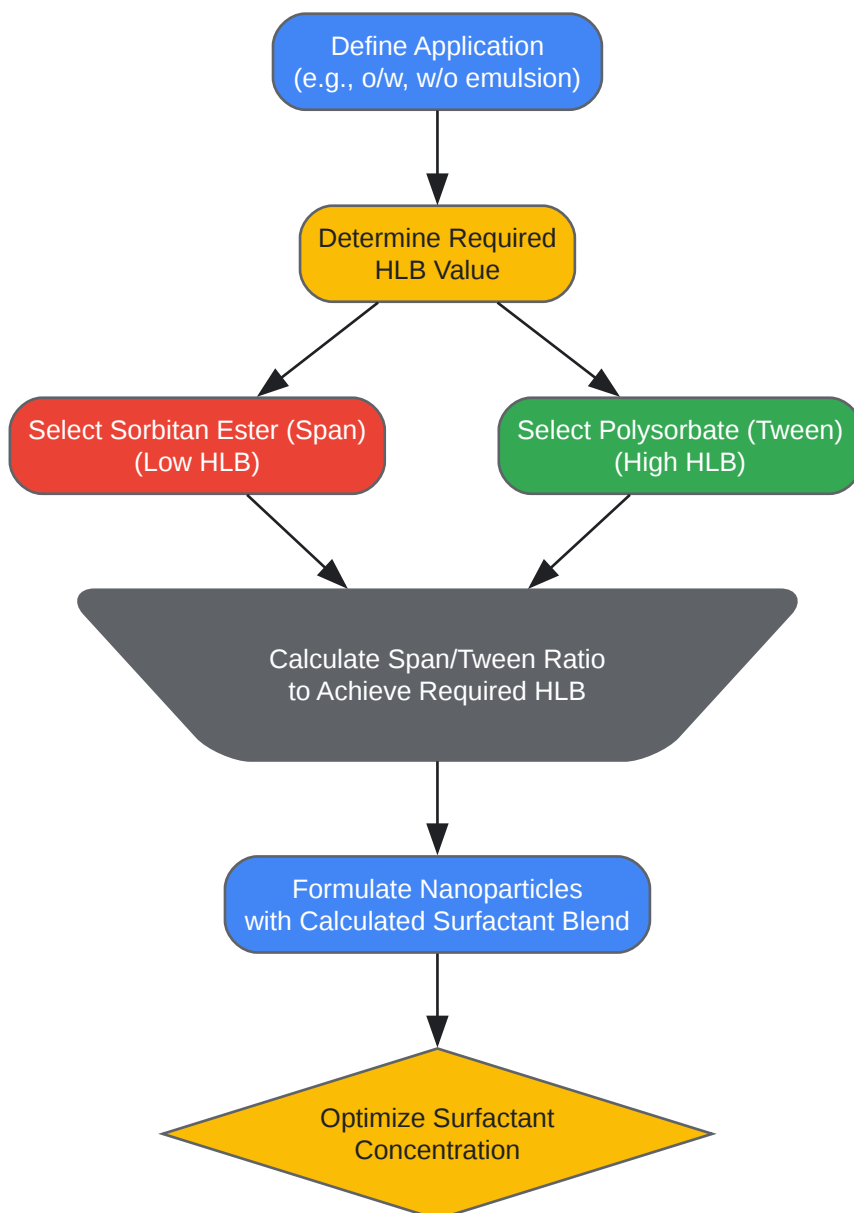 Define Application
(e.g., o/w, w/o emulsion)
Determine Required
HLB Value
Select Sorbitan Ester (Span)
(Low HLB)
Select Polysorbate (Tween)
(High HLB)
Calculate Span/Tween Ratio
to Achieve Required HLB
Formulate Nanoparticles
with Calculated Surfactant Blend
Optimize Surfactant
Concentration